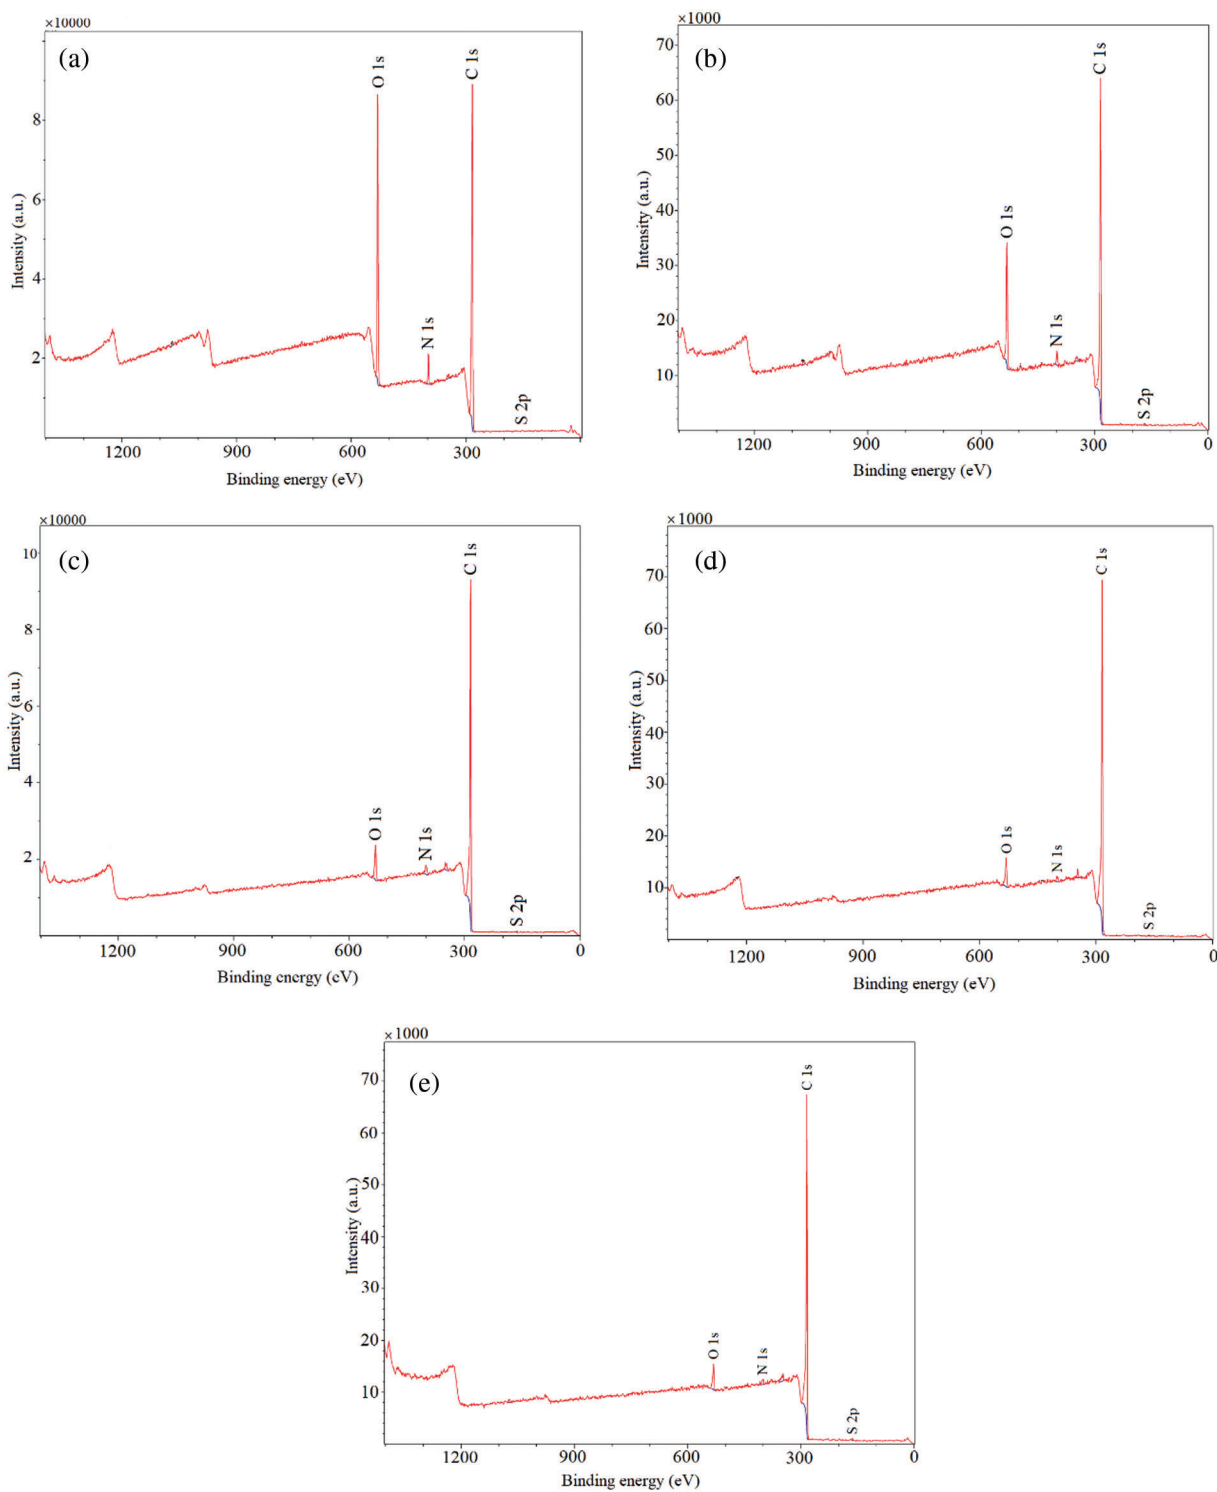 ×10000
(a)
O 1s
C 1s
N 1s
S 2p
8
6
4
2
Intensity (a.u.)
1200 900 600 300
Binding energy (eV)
×1000
(b)
C 1s
O 1s
N 1s
S 2p
70
60
50
40
30
20
10
Intensity (a.u.)
1200 900 600 300 0
Binding energy (eV)
×10000
(c)
C 1s
O 1s
N 1s
S 2p
10
8
6
4
2
Intensity (a.u.)
1200 900 600 300 0
Binding energy (eV)
×1000
(d)
C 1s
O 1s
N 1s
S 2p
70
60
50
40
30
20
10
Intensity (a.u.)
1200 900 600 300 0
Binding energy (eV)
×1000
(e)
C 1s
O 1s
N 1s
S 2p
70
60
50
40
30
20
10
Intensity (a.u.)
1200 900 600 300 0
Binding energy (eV)